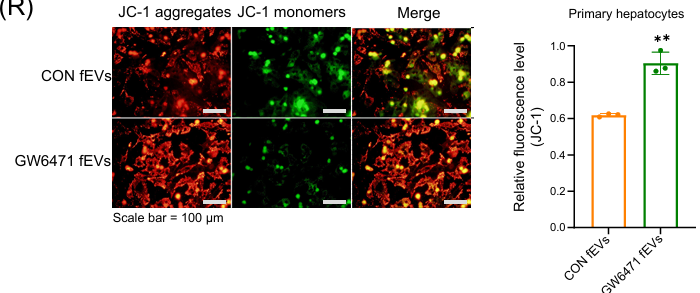 (R)
JC-1 aggregates JC-1 monomers Merge
CON fEVs
GW6471 fEVs
Scale bar = 100 μm
Primary hepatocytes
Relative fluorescence level
(JC-1)
**
1.0
0.8
0.6
0.4
0.2
0.0
CON fEVs
GW6471 fEVs